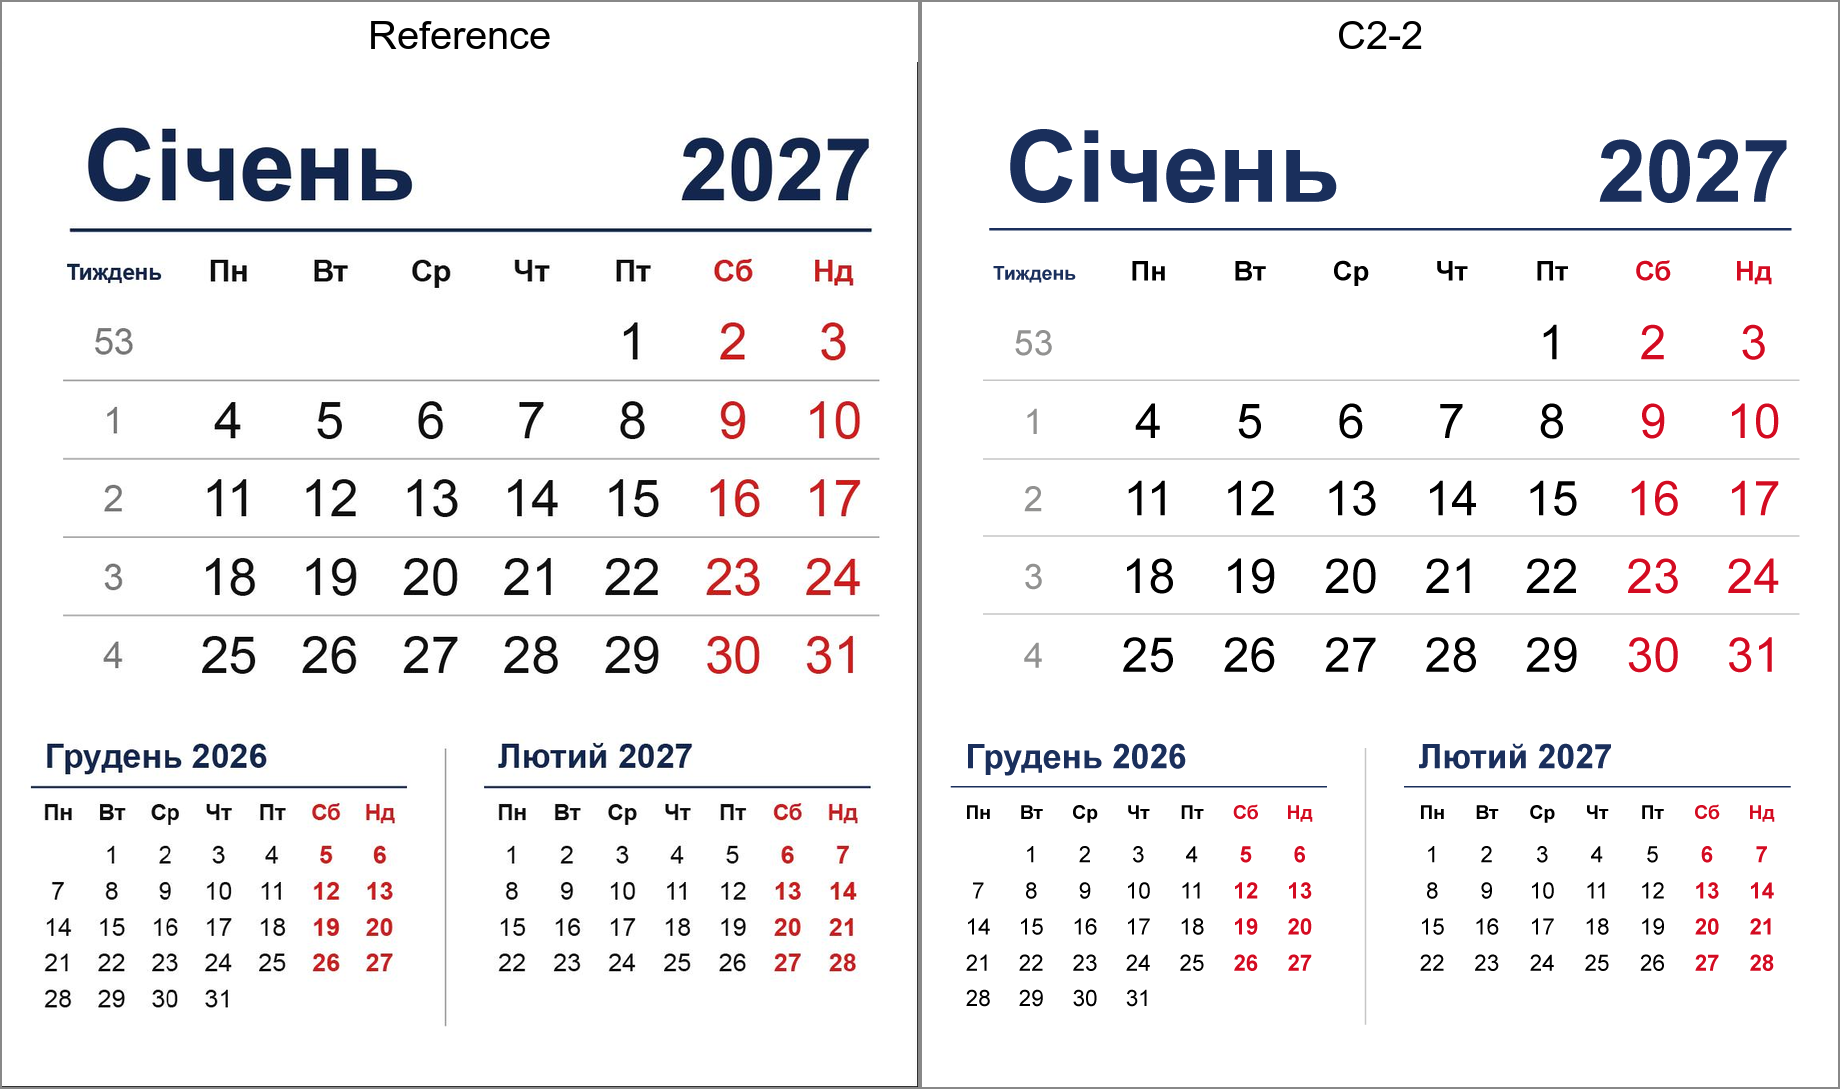 Reference
Січень 2027
Тиждень Пн Вт Ср Чт Пт Сб Нд
53 1 2 3
1 4 5 6 7 8 9 10
2 11 12 13 14 15 16 17
3 18 19 20 21 22 23 24
4 25 26 27 28 29 30 31
Грудень 2026
Пн Вт Ср Чт Пт Сб Нд
1 2 3 4 5 6
7 8 9 10 11 12 13
14 15 16 17 18 19 20
21 22 23 24 25 26 27
28 29 30 31
Лютий 2027
Пн Вт Ср Чт Пт Сб Нд
1 2 3 4 5 6 7
8 9 10 11 12 13 14
15 16 17 18 19 20 21
22 23 24 25 26 27 28
C2-2
Січень 2027
Тиждень Пн Вт Ср Чт Пт Сб Нд
53 1 2 3
1 4 5 6 7 8 9 10
2 11 12 13 14 15 16 17
3 18 19 20 21 22 23 24
4 25 26 27 28 29 30 31
Грудень 2026
Пн Вт Ср Чт Пт Сб Нд
1 2 3 4 5 6
7 8 9 10 11 12 13
14 15 16 17 18 19 20
21 22 23 24 25 26 27
28 29 30 31
Лютий 2027
Пн Вт Ср Чт Пт Сб Нд
1 2 3 4 5 6 7
8 9 10 11 12 13 14
15 16 17 18 19 20 21
22 23 24 25 26 27 28